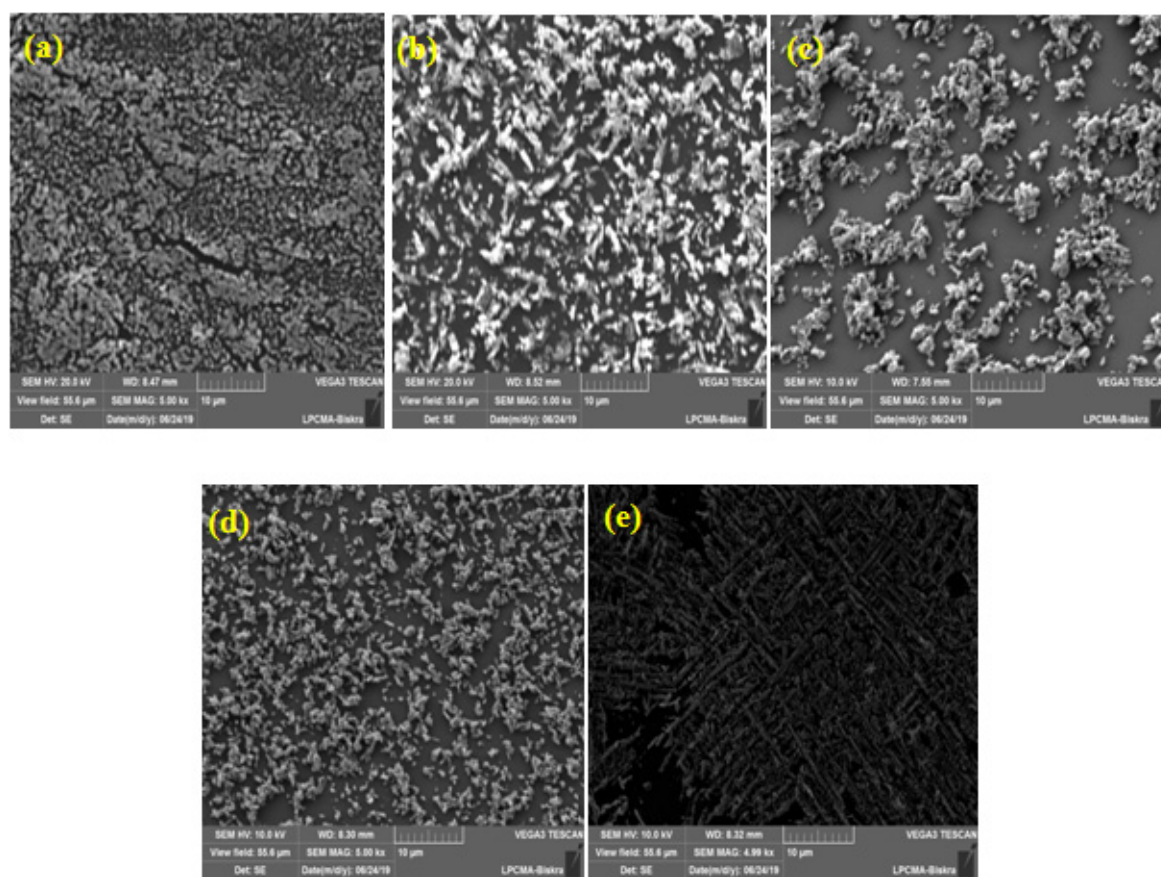 (a)
SEM HV: 20.0 kV WD: 8.47 mm VEGA3 TESCAN
View field: 55.6 µm SEM MAG: 5.00 kx 10 µm
Det: SE Date(m/d/y): 06/24/19 LPCMA-Biskra
(b)
SEM HV: 20.0 kV WD: 8.52 mm VEGA3 TESCAN
View field: 55.6 µm SEM MAG: 5.00 kx 10 µm
Det: SE Date(m/d/y): 06/24/19 LPCMA-Biskra
(c)
SEM HV: 10.0 kV WD: 7.55 mm VEGA3 TESCAN
View field: 55.6 µm SEM MAG: 5.00 kx 10 µm
Det: SE Date(m/d/y): 06/24/19 LPCMA-Biskra
(d)
SEM HV: 10.0 kV WD: 8.30 mm VEGA3 TESCAN
View field: 55.6 µm SEM MAG: 5.00 kx 10 µm
Det: SE Date(m/d/y): 06/24/19 LPCMA-Biskra
(e)
SEM HV: 10.0 kV WD: 8.32 mm VEGA3 TESCAN
View field: 55.6 µm SEM MAG: 4.99 kx 10 µm
Det: SE Date(m/d/y): 06/24/19 LPCMA-Biskra